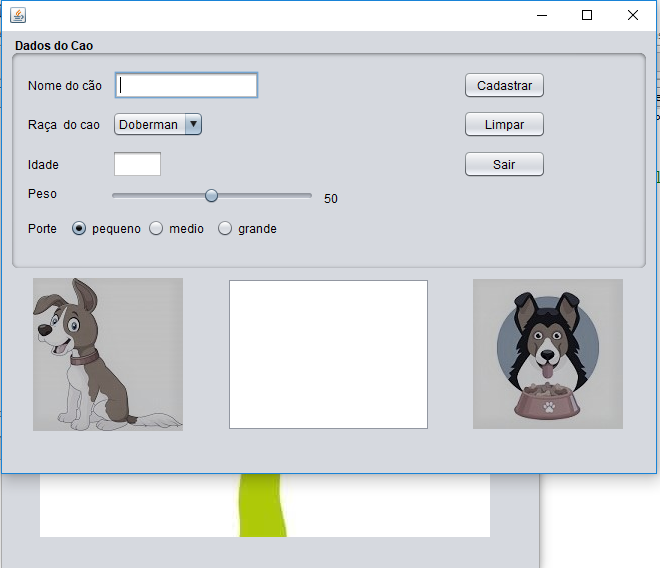 Dados do Cao
Nome do cão
Cadastrar
Raça do cao
Doberman
Limpar
Idade
Sair
Peso
50
Porte
pequeno
medio
grande